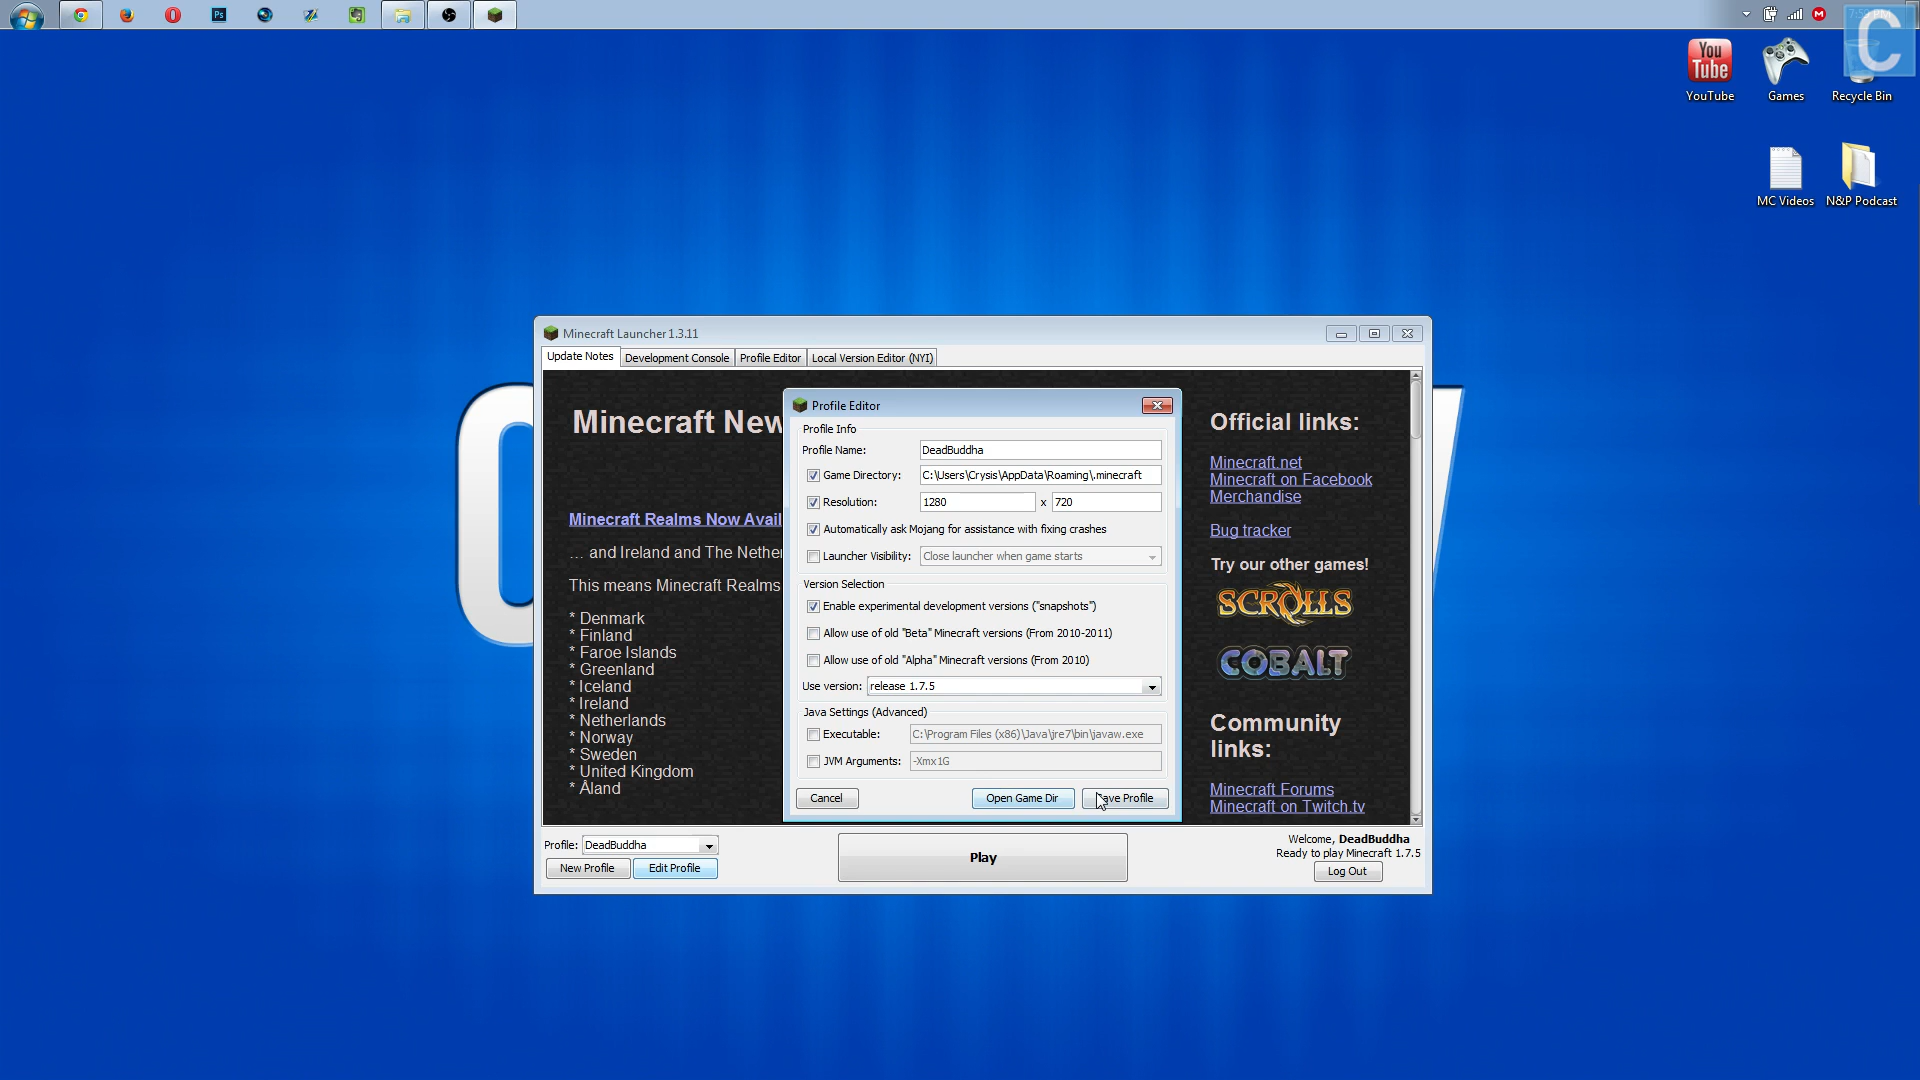 Ps
7:59 PM
C
You
Tube
YouTube
Games
Recycle Bin
MC Videos
N&P Podcast
Minecraft Launcher 1.3.11
Update Notes
Development Console
Profile Editor
Local Version Editor (NYI)
Minecraft New
Minecraft Realms Now Avail
… and Ireland and The Nether
This means Minecraft Realms
* Denmark
* Finland
* Faroe Islands
* Greenland
* Iceland
* Ireland
* Netherlands
* Norway
* Sweden
* United Kingdom
* Åland
Profile Editor
Profile Info
Profile Name: DeadBuddha
Game Directory: C:\Users\Crysis\AppData\Roaming\.minecraft
Resolution: 1280 x 720
Automatically ask Mojang for assistance with fixing crashes
Launcher Visibility: Close launcher when game starts
Version Selection
Enable experimental development versions ("snapshots")
Allow use of old "Beta" Minecraft versions (From 2010-2011)
Allow use of old "Alpha" Minecraft versions (From 2010)
Use version: release 1.7.5
Java Settings (Advanced)
Executable: C:\Program Files (x86)\Java\jre7\bin\javaw.exe
JVM Arguments: -Xmx1G
Cancel
Open Game Dir
Save Profile
Official links:
Minecraft.net
Minecraft on Facebook
Merchandise
Bug tracker
Try our other games!
SCROLLS
COBALT
Community
links:
Minecraft Forums
Minecraft on Twitch.tv
Profile: DeadBuddha
New Profile
Edit Profile
Play
Welcome, DeadBuddha
Ready to play Minecraft 1.7.5
Log Out